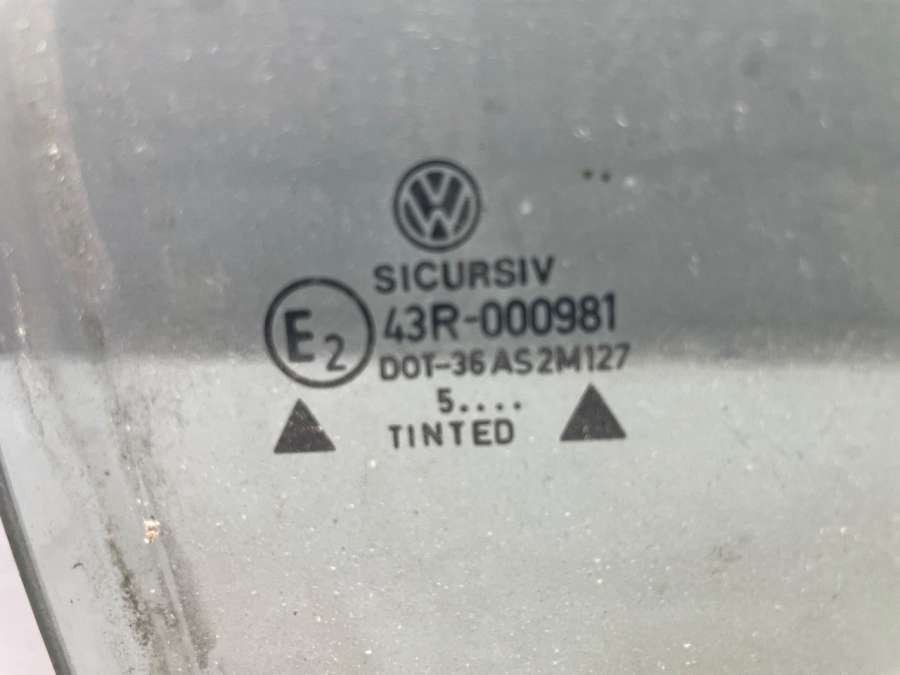 SICURSIV
E2 43R-000981
DOT-36 AS2M127
5....
TINTED